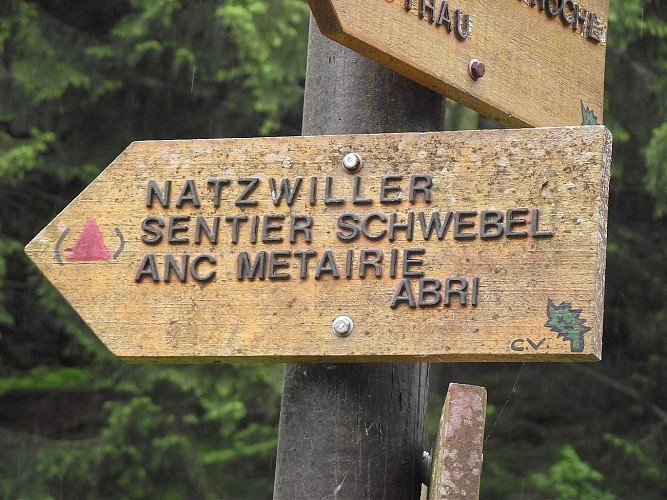 NATZWILLER
SENTIER SCHWEBEL
ANC METAIRIE
ABRI
C.V.